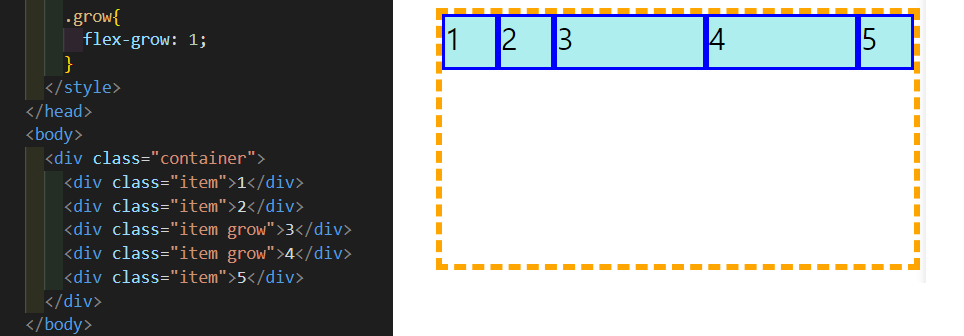 .grow{
flex-grow: 1;
}
</style>
</head>
<body>
<div class="container">
<div class="item">1</div>
<div class="item">2</div>
<div class="item grow">3</div>
<div class="item grow">4</div>
<div class="item">5</div>
</div>
</body>
1 2 3 4 5